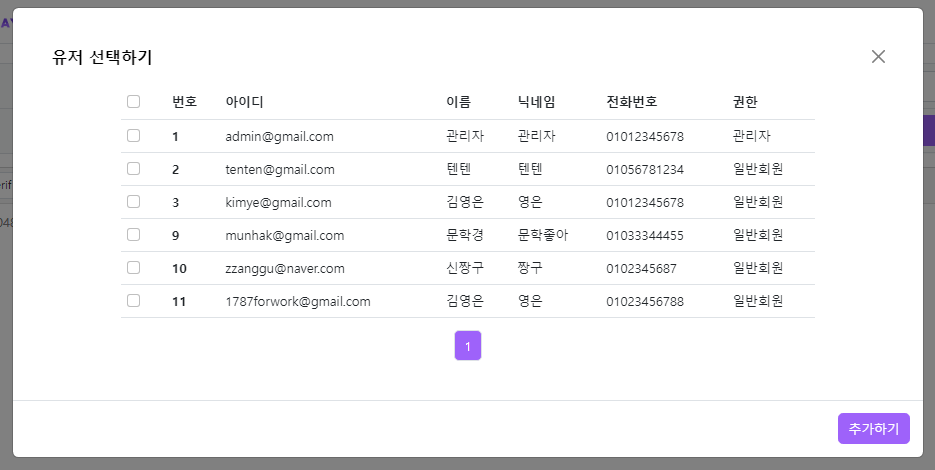 유저 선택하기
번호 아이디 이름 닉네임 전화번호 권한
1 admin@gmail.com 관리자 관리자 01012345678 관리자
2 tenten@gmail.com 텐텐 텐텐 01056781234 일반회원
3 kimye@gmail.com 김영은 영은 01012345678 일반회원
9 munhak@gmail.com 문학경 문학좋아 01033344455 일반회원
10 zzanggu@naver.com 신짱구 짱구 0102345687 일반회원
11 1787forwork@gmail.com 김영은 영은 01023456788 일반회원
1
추가하기